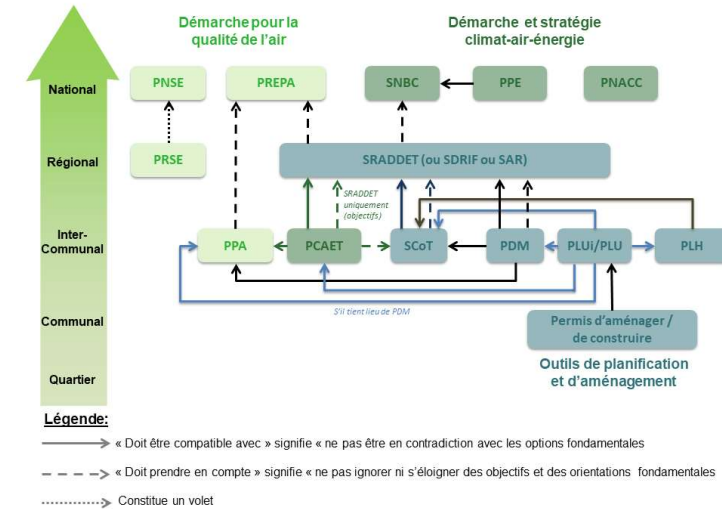 Démarche pour la
qualité de l'air
Démarche et stratégie
climat-air-énergie
National
PNSE
PREPA
SNBC
PPE
PNACC
Régional
PRSE
SRADDET (ou SDRIF ou SAR)
SRADDET
uniquement
(objectifs)
Inter-
Communal
PPA
PCAET
SCoT
PDM
PLUi/PLU
PLH
S'il tient lieu de PDM
Communal
Permis d'aménager /
de construire
Quartier
Outils de planification
et d'aménagement
Légende:
« Doit être compatible avec » signifie « ne pas être en contradiction avec les options fondamentales
« Doit prendre en compte » signifie « ne pas ignorer ni s'éloigner des objectifs et des orientations fondamentales
Constitue un volet